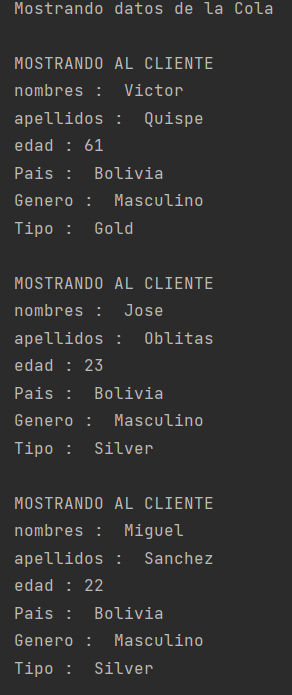 Mostrando datos de la Cola
MOSTRANDO AL CLIENTE
nombres :  Victor
apellidos :  Quispe
edad : 61
Pais :  Bolivia
Genero :  Masculino
Tipo :  Gold
MOSTRANDO AL CLIENTE
nombres :  Jose
apellidos :  Oblitas
edad : 23
Pais :  Bolivia
Genero :  Masculino
Tipo :  Silver
MOSTRANDO AL CLIENTE
nombres :  Miguel
apellidos :  Sanchez
edad : 22
Pais :  Bolivia
Genero :  Masculino
Tipo :  Silver